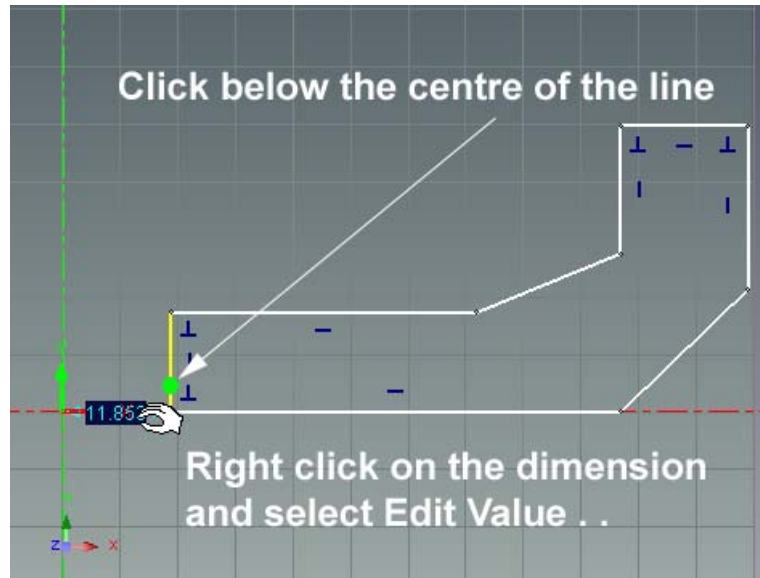 Click below the centre of the line
11.852
Right click on the dimension
and select Edit Value . .
Z X